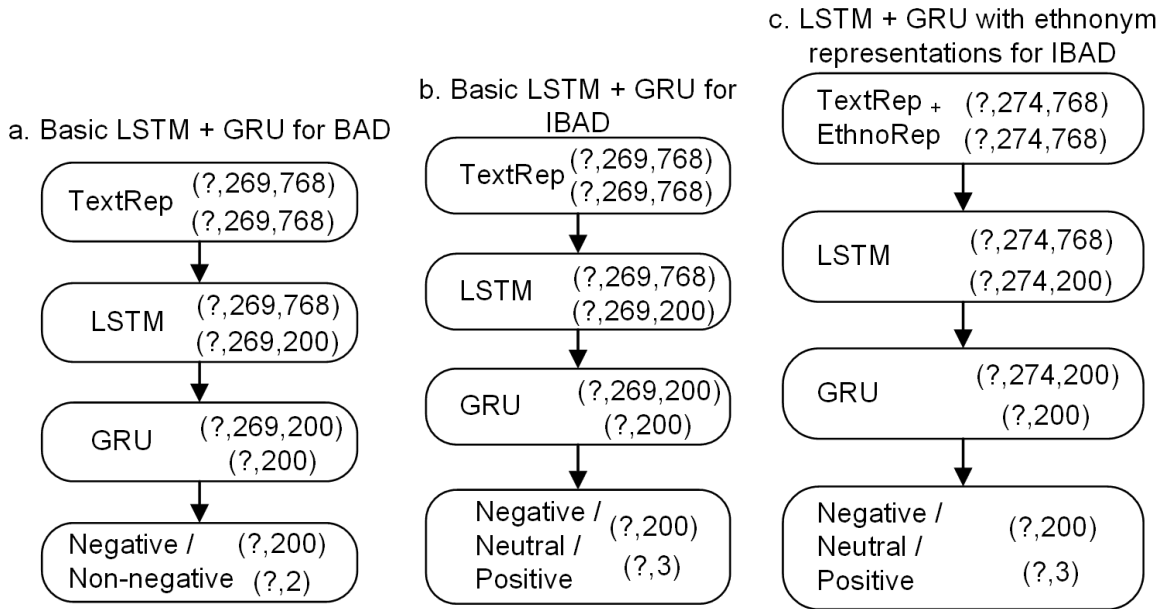 a. Basic LSTM + GRU for BAD
TextRep
(?,269,768)
(?,269,768)
LSTM
(?,269,768)
(?,269,200)
GRU
(?,269,200)
(?,200)
Negative /
Non-negative
(?,200)
(?,2)
b. Basic LSTM + GRU for
IBAD
TextRep
(?,269,768)
(?,269,768)
LSTM
(?,269,768)
(?,269,200)
GRU
(?,269,200)
(?,200)
Negative /
Neutral /
Positive
(?,200)
(?,3)
c. LSTM + GRU with ethnonym
representations for IBAD
TextRep +
EthnoRep
(?,274,768)
(?,274,768)
LSTM
(?,274,768)
(?,274,200)
GRU
(?,274,200)
(?,200)
Negative /
Neutral /
Positive
(?,200)
(?,3)